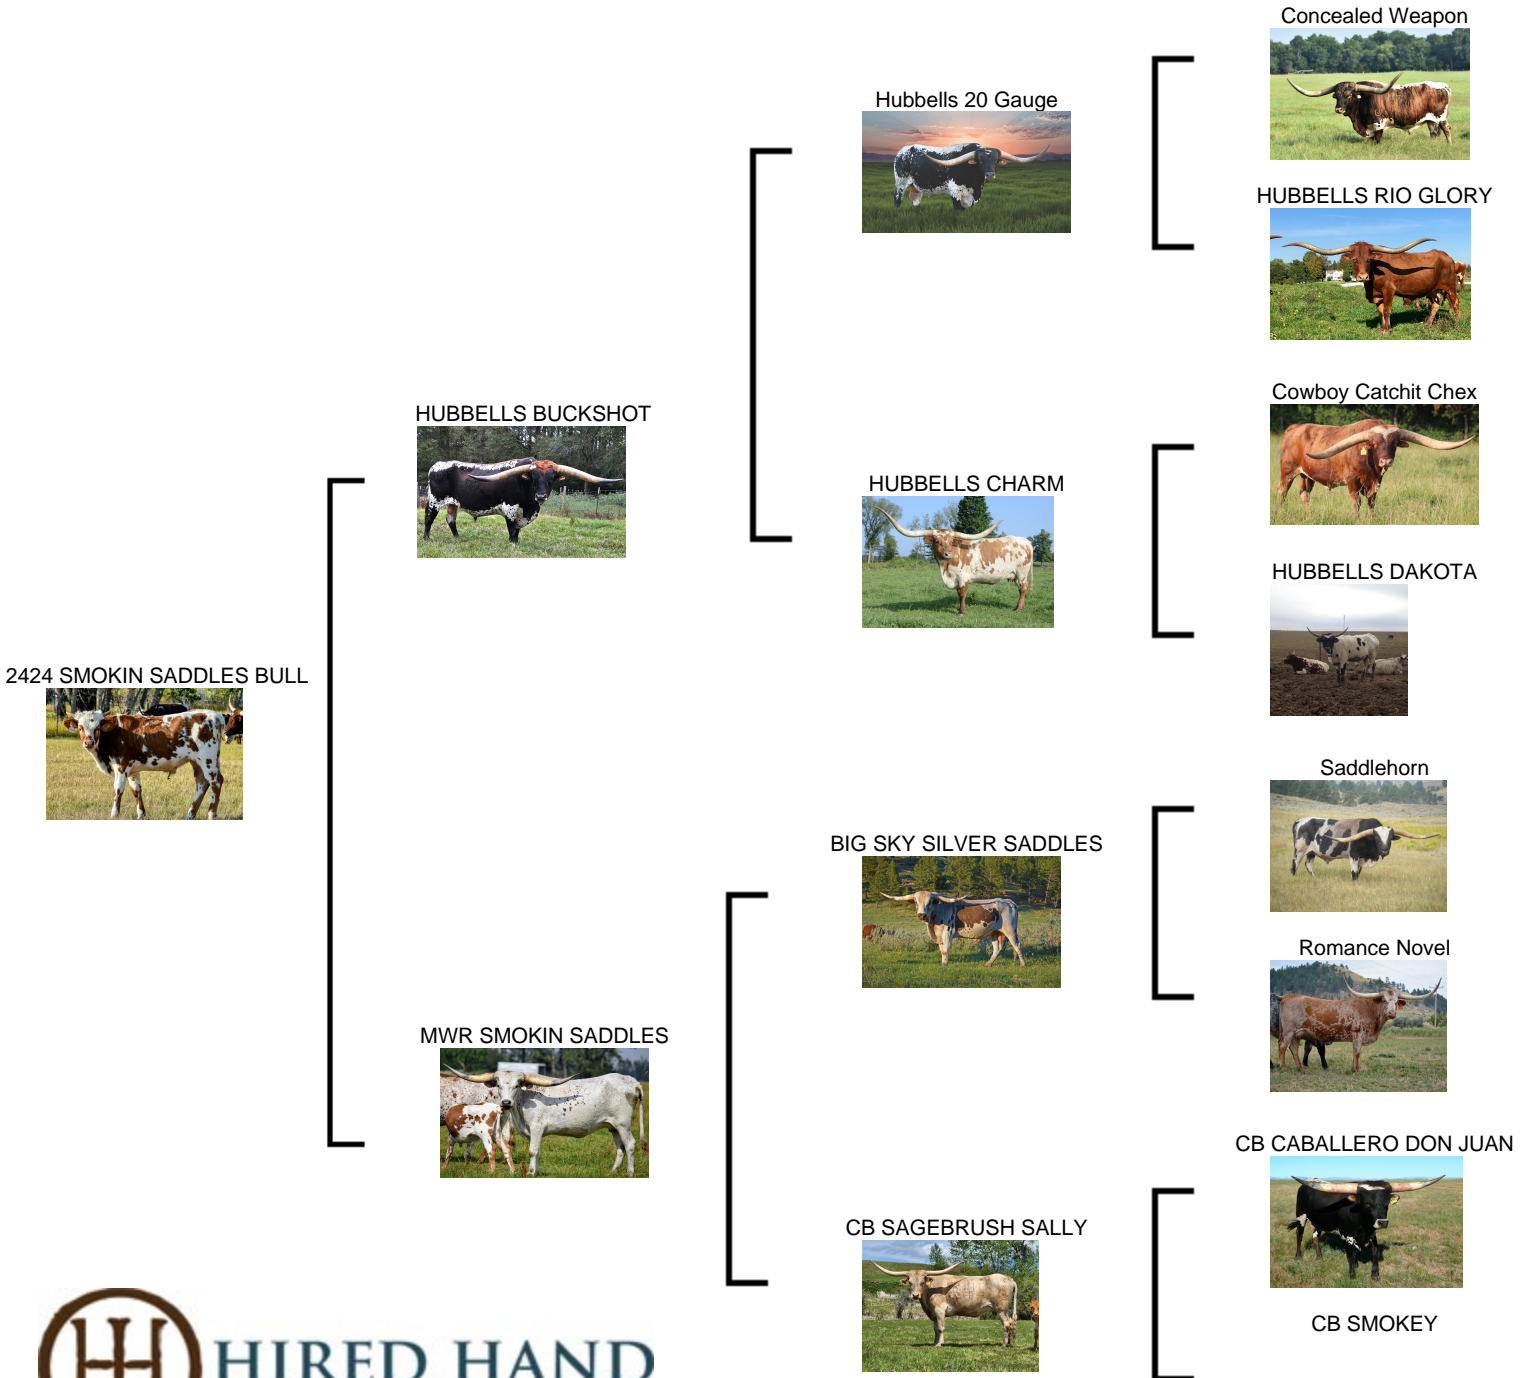 Concealed Weapon
Hubbells 20 Gauge
HUBBELLS RIO GLORY
Cowboy Catchit Chex
HUBBELLS BUCKSHOT
HUBBELLS CHARM
HUBBELLS DAKOTA
2424 SMOKIN SADDLES BULL
Saddlehorn
BIG SKY SILVER SADDLES
Romance Novel
MWR SMOKIN SADDLES
CB CABALLERO DON JUAN
CB SAGEBRUSH SALLY
CB SMOKEY
HIRED HAND